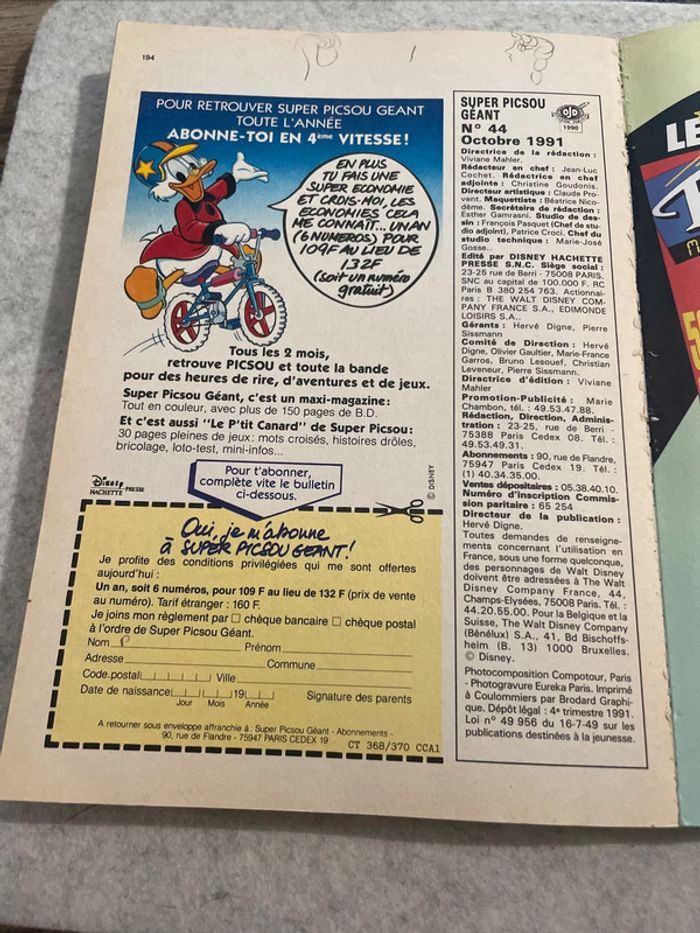 194
POUR RETROUVER SUPER PICSOU GEANT
TOUTE L'ANNÉE
ABONNE-TOI EN 4ème VITESSE!
EN PLUS
TU FAIS UNE
SUPER ECONOMIE
ET CROIS-MOI, LES
ECONOMIES CELA
ME CONNAÎT... UN AN
(6 NUMEROS) POUR
109F AU LIEU DE
132F
(soit un numéro
gratuit)
Tous les 2 mois,
retrouve PICSOU et toute la bande
pour des heures de rire, d'aventures et de jeux.
Super Picsou Géant, c'est un maxi-magazine:
Tout en couleur, avec plus de 150 pages de B.D.
Et c'est aussi "Le P'tit Canard" de Super Picsou:
30 pages pleines de jeux: mots croisés, histoires drôles,
bricolage, loto-test, mini-infos...
Disney
HACHETTE PRESSE
Pour t'abonner,
complète vite le bulletin
ci-dessous.
© DISNEY
Oui, je m'abonne
à SUPER PICSOU GEANT!
Je profite des conditions privilégiées qui me sont offertes
aujourd'hui :
Un an, soit 6 numéros, pour 109 F au lieu de 132 F (prix de vente
au numéro). Tarif étranger : 160 F.
Je joins mon règlement par □ chèque bancaire □ chèque postal
à l'ordre de Super Picsou Géant.
Nom Prénom
Adresse Commune
Code.postal Ville
Date de naissance 19 Signature des parents
Jour Mois Année
A retourner sous enveloppe affranchie à : Super Picsou Géant - Abonnements -
90, rue de Flandre - 75947 PARIS CEDEX 19
CT 368/370 CCA1
SUPER PICSOU
GÉANT
OJD
1990
N° 44
Octobre 1991
Directrice de la rédaction :
Viviane Mahler.
Rédacteur en chef : Jean-Luc
Cochet. Rédactrice en chef
adjointe : Christine Goudonis.
Directeur artistique : Claude Pro-
vent. Maquettiste : Béatrice Nico-
dème. Secrétaire de rédaction :
Esther Gamrasni. Studio de des-
sin : François Pasquet (Chef de stu-
dio adjoint), Patrice Croci. Chef du
studio technique : Marie-José
Gosse..
Edité par DISNEY HACHETTE
PRESSE S.N.C. Siège social :
23-25 rue de Berri - 75008 PARIS.
SNC au capital de 100.000 F. RC
Paris B 380 254 763. Actionnai-
res : THE WALT DISNEY COM-
PANY FRANCE S.A., EDIMONDE
LOISIRS S.A..
Gérants : Hervé Digne, Pierre
Sissmann
Comité de Direction : Hervé
Digne, Olivier Gaultier, Marie-France
Garros, Bruno Lesouef, Christian
Leveneur, Pierre Sissmann.
Directrice d'édition : Viviane
Mahler
Promotion-Publicité : Marie
Chambon, tél. : 49.53.47.88.
Rédaction, Direction, Adminis-
tration : 23-25, rue de Berri -
75388 Paris Cedex 08. Tél. :
49.53.49.31.
Abonnements : 90, rue de Flandre,
75947 Paris Cedex 19. Tél. :
(1) 40.34.35.00.
Ventes dépositaires : 05.38.40.10.
Numéro d'inscription Commis-
sion paritaire : 65 254
Directeur de la publication :
Hervé Digne.
Toutes demandes de renseigne-
ments concernant l'utilisation en
France, sous une forme quelconque,
des personnages de Walt Disney
doivent être adressées à The Walt
Disney Company France, 44,
Champs-Elysées, 75008 Paris. Tél. :
44.20.55.00. Pour la Belgique et la
Suisse, The Walt Disney Company
(Bénélux) S.A., 41, Bd Bischoffs-
heim (B. 13) 1000 Bruxelles.
© Disney.
Photocomposition Compotour, Paris
- Photogravure Eureka Paris. Imprimé
à Coulommiers par Brodard Graphi-
que. Dépôt légal : 4e trimestre 1991.
Loi n° 49 956 du 16-7-49 sur les
publications destinées à la jeunesse.